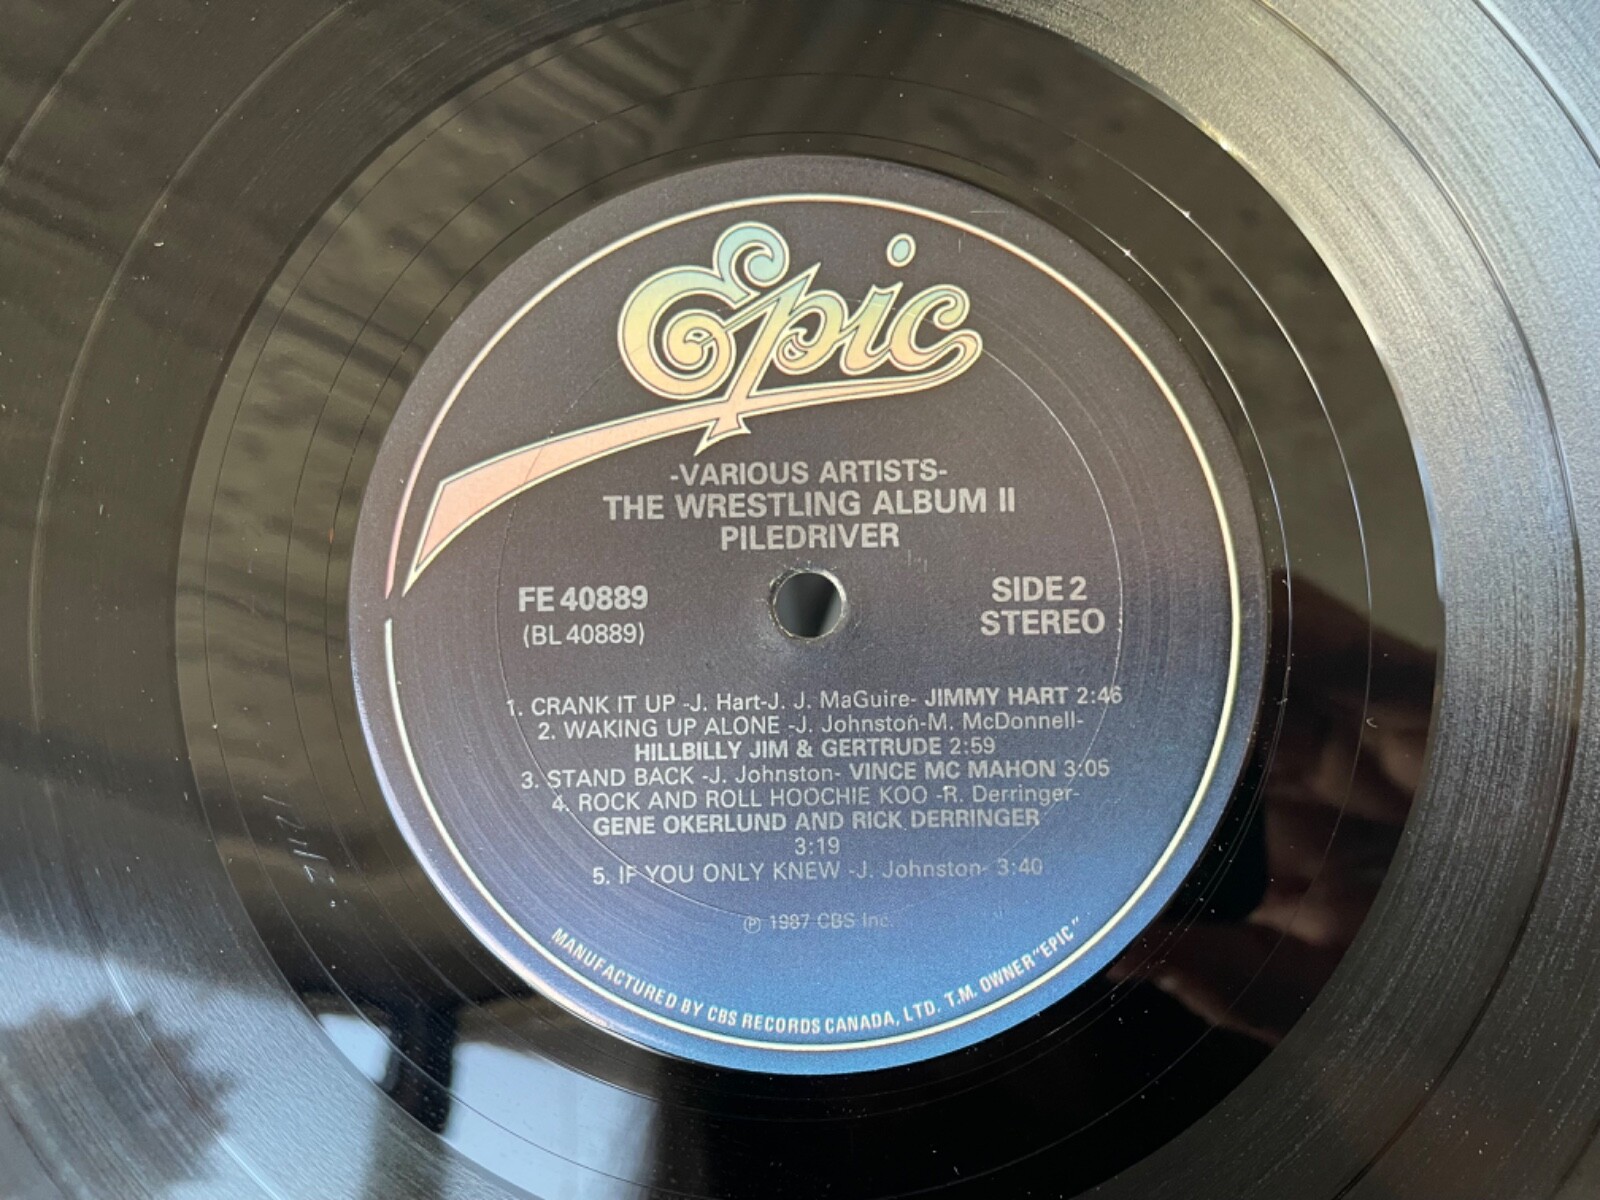 Epic
-VARIOUS ARTISTS-
THE WRESTLING ALBUM II
PILEDRIVER
FE 40889
(BL 40889)
SIDE 2
STEREO
1. CRANK IT UP -J. Hart-J. J. MaGuire- JIMMY HART 2:46
2. WAKING UP ALONE -J. Johnston-M. McDonnell-
HILLBILLY JIM & GERTRUDE 2:59
3. STAND BACK -J. Johnston- VINCE MC MAHON 3:05
4. ROCK AND ROLL HOOCHIE KOO -R. Derringer-
GENE OKERLUND AND RICK DERRINGER
3:19
5. IF YOU ONLY KNEW -J. Johnston- 3:40
℗ 1987 CBS Inc.
MANUFACTURED BY CBS RECORDS CANADA, LTD. T.M. OWNER "EPIC"